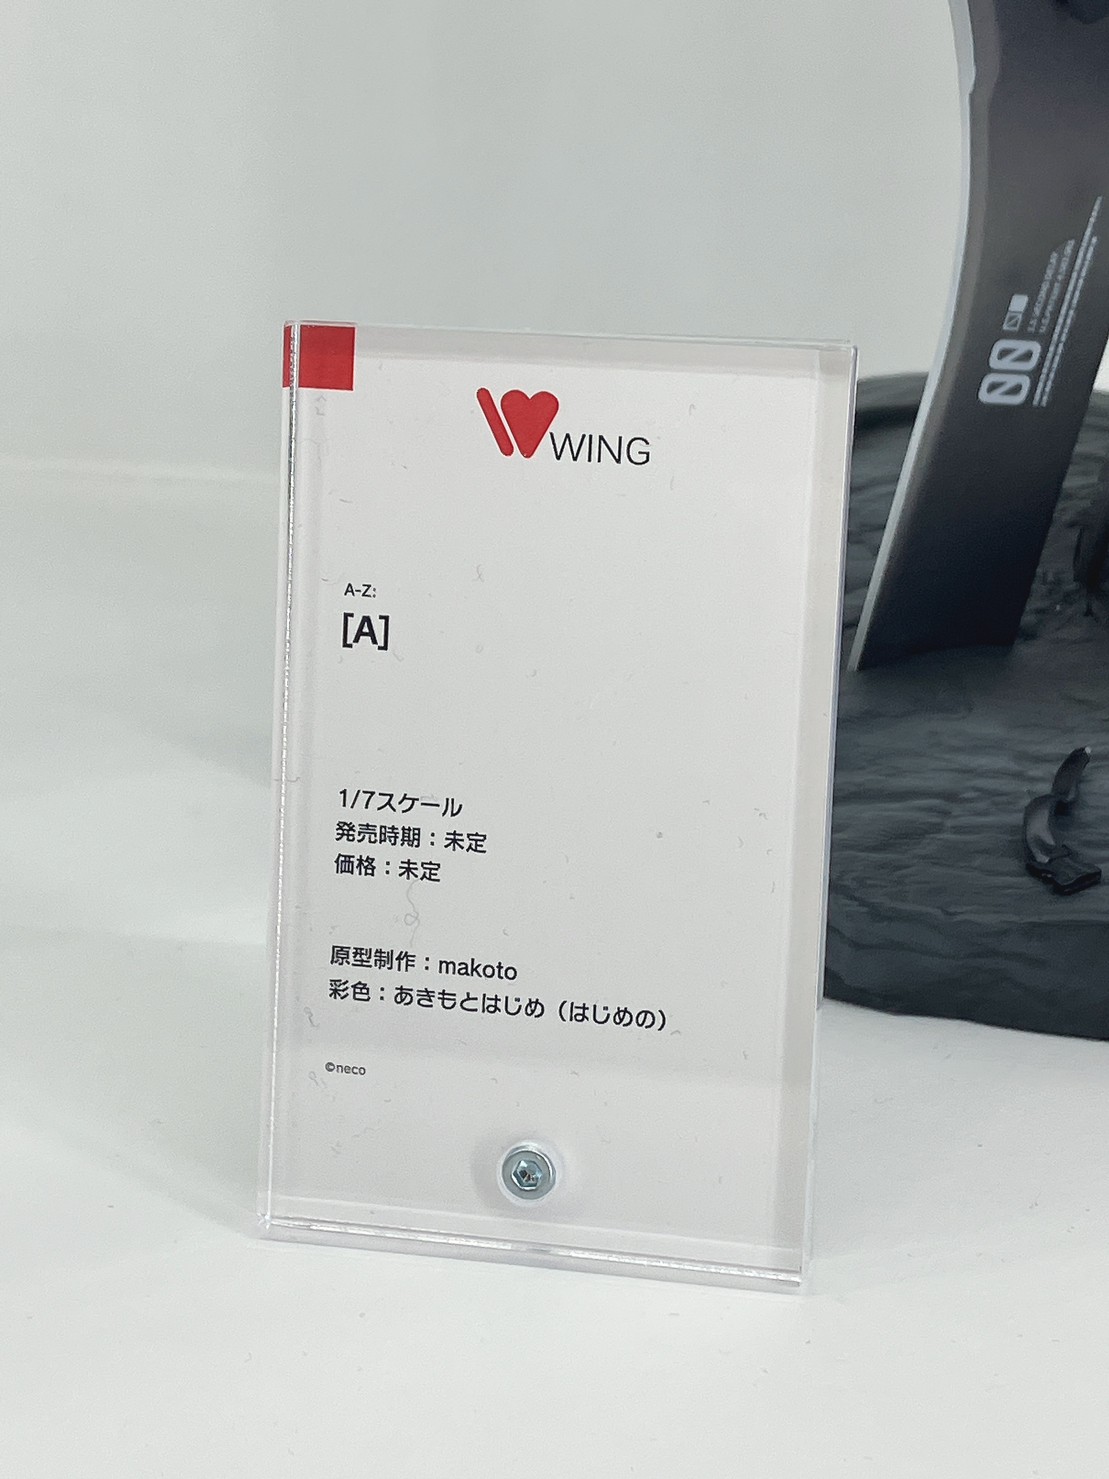 WING
A-Z:
[A]
1/7スケール
発売時期：未定
価格：未定
原型制作：makoto
彩色：あきもとはじめ（はじめの）
©neco
00